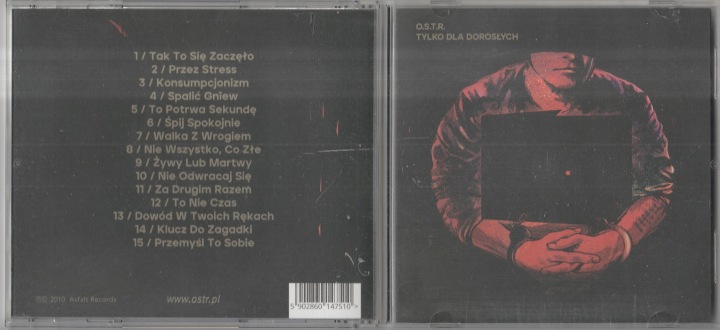 1 / Tak To Się Zaczęło
2 / Przez Stress
3 / Konsumpcjonizm
4 / Spalić Gniew
5 / To Potrwa Sekundę
6 / Śpij Spokojnie
7 / Walka Z Wrogiem
8 / Nie Wszystko, Co Złe
9 / Żywy Lub Martwy
10 / Nie Odwracaj Się
11 / Za Drugim Razem
12 / To Nie Czas
13 / Dowód W Twoich Rękach
14 / Klucz Do Zagadki
15 / Przemyśl To Sobie
℗© 2010 Asfalt Records
www.ostr.pl
5 902860 147510 >
O.S.T.R.
TYLKO DLA DOROSŁYCH